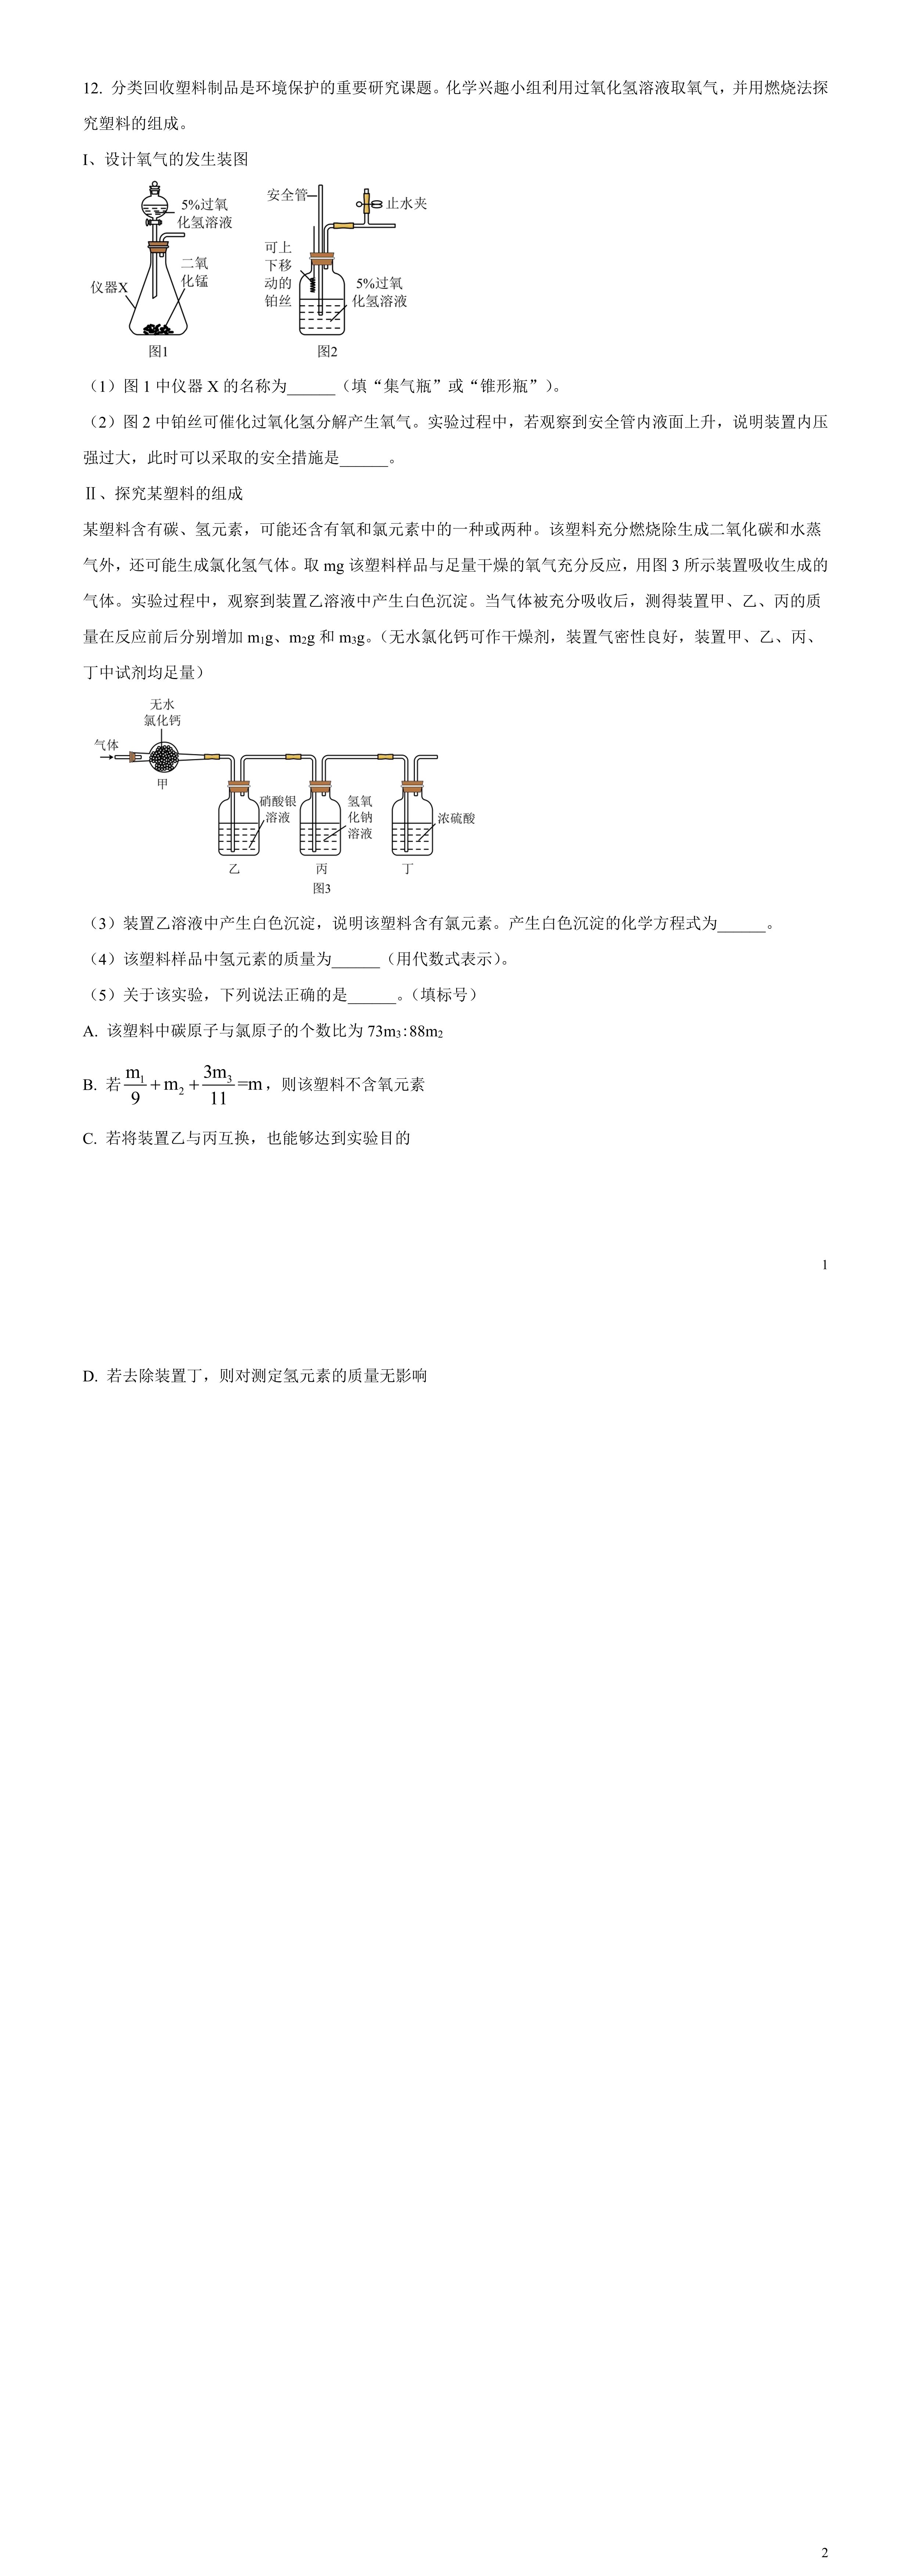 12. 分类回收塑料制品是环境保护的重要研究课题。化学兴趣小组利用过氧化氢溶液取氧气，并用燃烧法探
究塑料的组成。
I、设计氧气的发生装图
5%过氧
化氢溶液
二氧
化锰
仪器X
图1
安全管
止水夹
可上
下移
动的
铂丝
5%过氧
化氢溶液
图2
（1）图 1 中仪器 X 的名称为______（填“集气瓶”或“锥形瓶”）。
（2）图 2 中铂丝可催化过氧化氢分解产生氧气。实验过程中，若观察到安全管内液面上升，说明装置内压
强过大，此时可以采取的安全措施是______。
Ⅱ、探究某塑料的组成
某塑料含有碳、氢元素，可能还含有氧和氯元素中的一种或两种。该塑料充分燃烧除生成二氧化碳和水蒸
气外，还可能生成氯化氢气体。取 mg 该塑料样品与足量干燥的氧气充分反应，用图 3 所示装置吸收生成的
气体。实验过程中，观察到装置乙溶液中产生白色沉淀。当气体被充分吸收后，测得装置甲、乙、丙的质
量在反应前后分别增加 m₁g、m₂g 和 m₃g。（无水氯化钙可作干燥剂，装置气密性良好，装置甲、乙、丙、
丁中试剂均足量）
无水
氯化钙
气体
甲
硝酸银
溶液
氢氧
化钠
溶液
浓硫酸
乙
丙
丁
图3
（3）装置乙溶液中产生白色沉淀，说明该塑料含有氯元素。产生白色沉淀的化学方程式为______。
（4）该塑料样品中氢元素的质量为______（用代数式表示）。
（5）关于该实验，下列说法正确的是______。（填标号）
A. 该塑料中碳原子与氯原子的个数比为 73m₃∶88m₂
B. 若 m₁/9 + m₂ + 3m₃/11 =m，则该塑料不含氧元素
C. 若将装置乙与丙互换，也能够达到实验目的
1
D. 若去除装置丁，则对测定氢元素的质量无影响
2